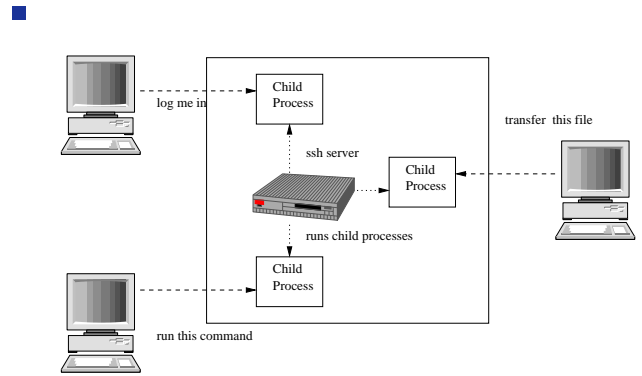 Child
Process
log me in
transfer this file
ssh server
Child
Process
runs child processes
Child
Process
run this command